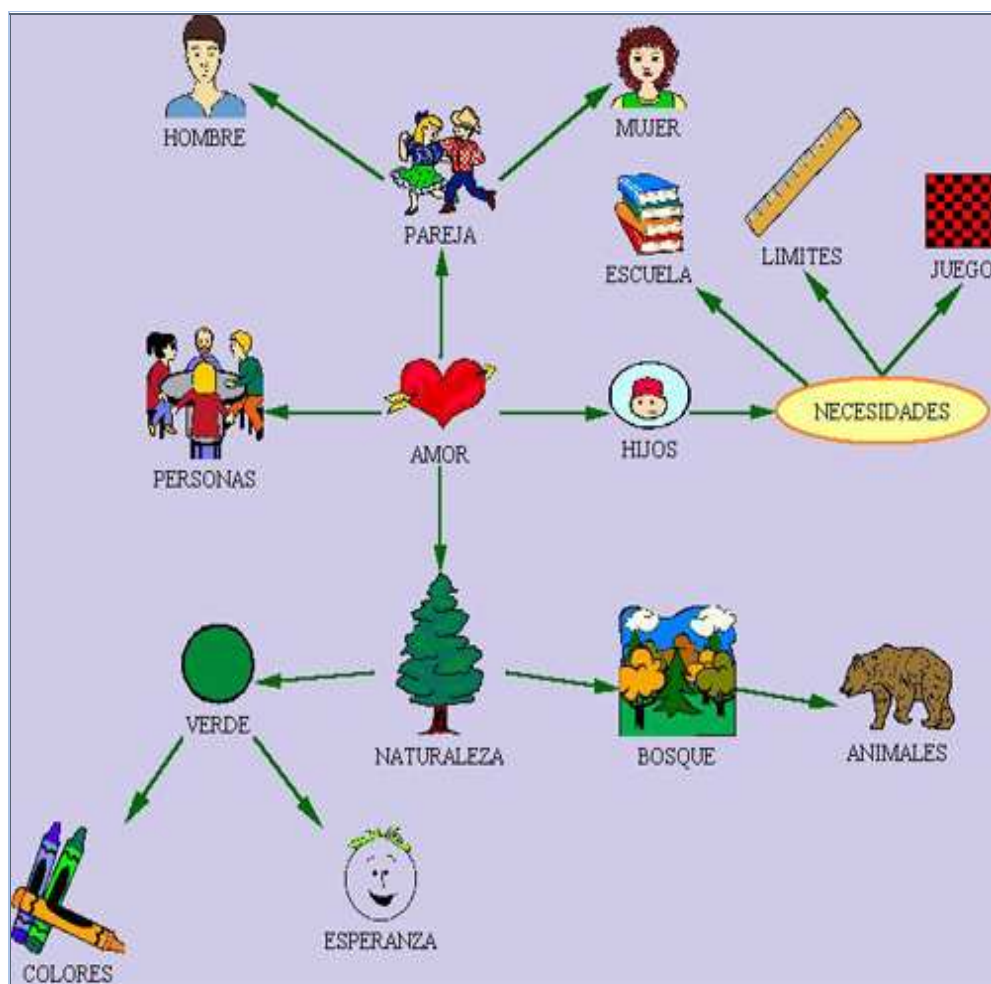 HOMBRE
MUJER
PAREJA
ESCUELA
LIMITES
JUEGO
PERSONAS
AMOR
HIJOS
NECESIDADES
VERDE
NATURALEZA
BOSQUE
ANIMALES
COLORES
ESPERANZA